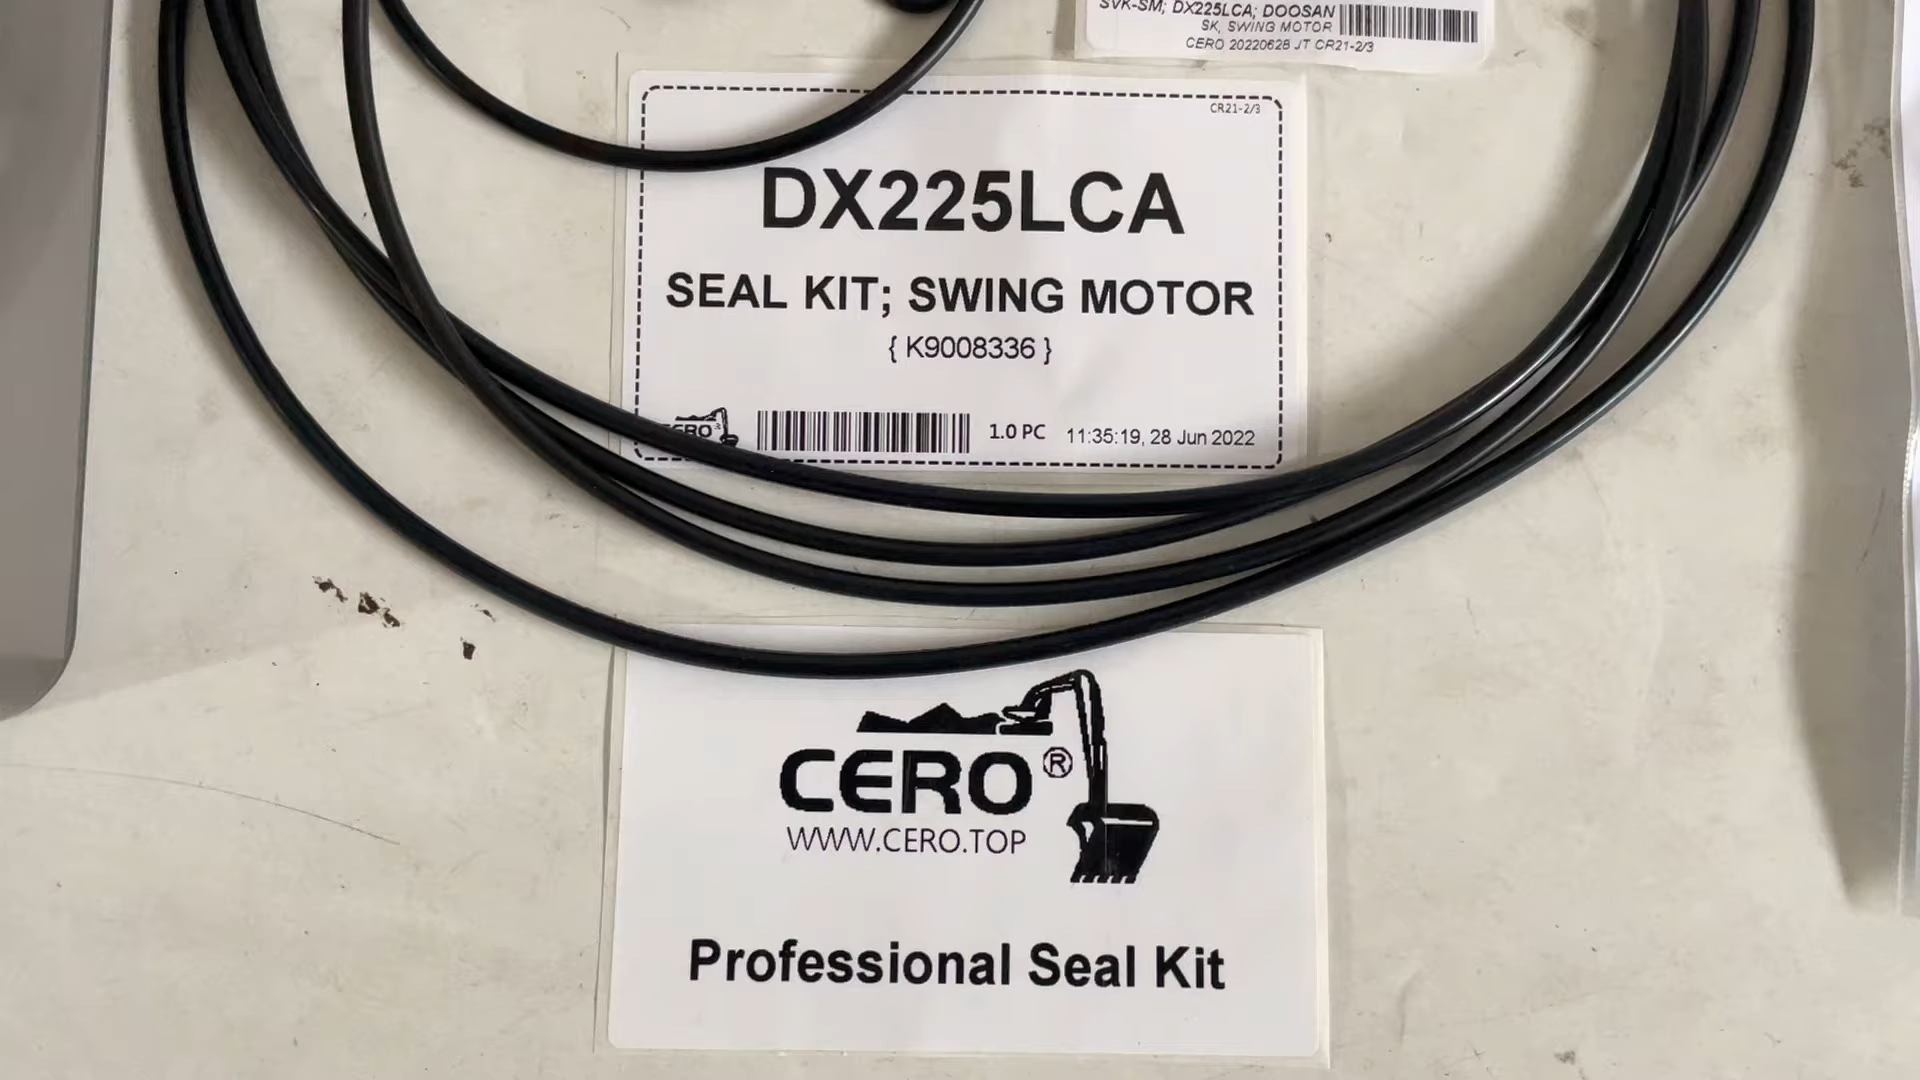 SVK-SM; DX225LCA; DOOSAN
SK, SWING MOTOR
CERO 20220628 JT CR21-2/3
CR21-2/3
DX225LCA
SEAL KIT; SWING MOTOR
{ K9008336 }
CERO
1.0 PC
11:35:19, 28 Jun 2022
CERO®
WWW.CERO.TOP
Professional Seal Kit